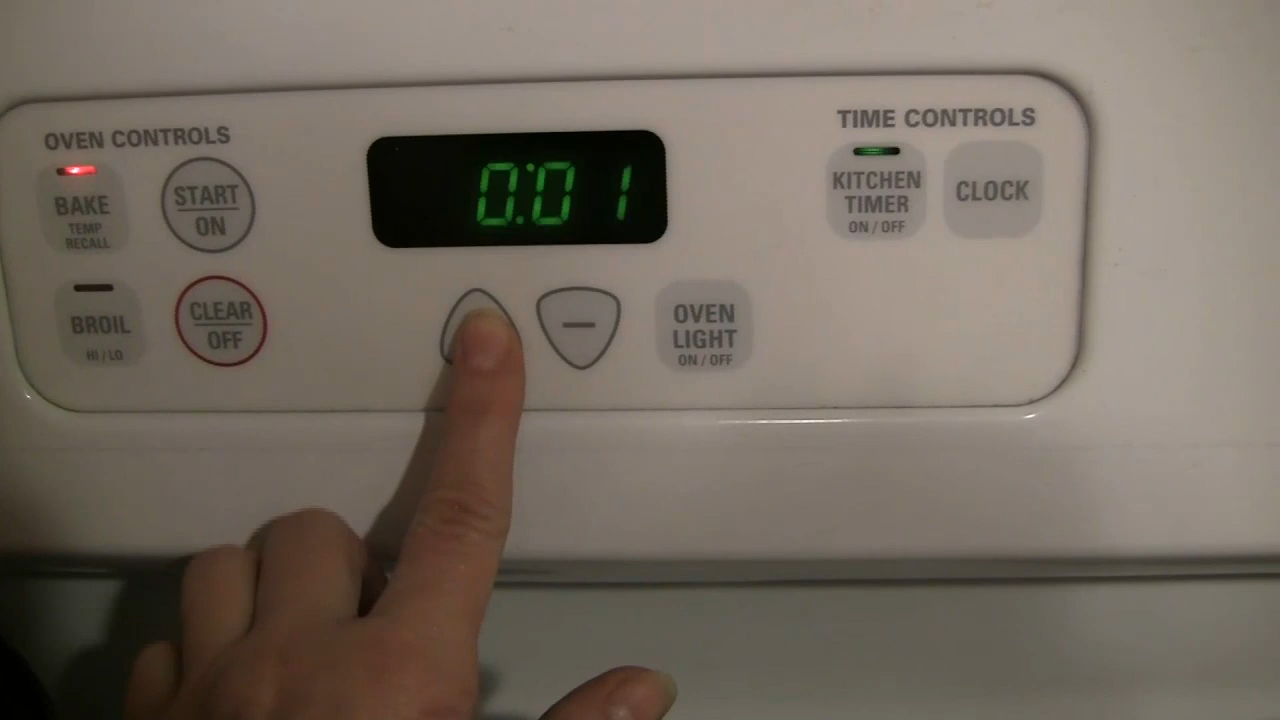 OVEN CONTROLS
BAKE
TEMP
RECALL
START
ON
BROIL
HI / LO
CLEAR
OFF
0:01
−
OVEN
LIGHT
ON / OFF
TIME CONTROLS
KITCHEN
TIMER
ON / OFF
CLOCK